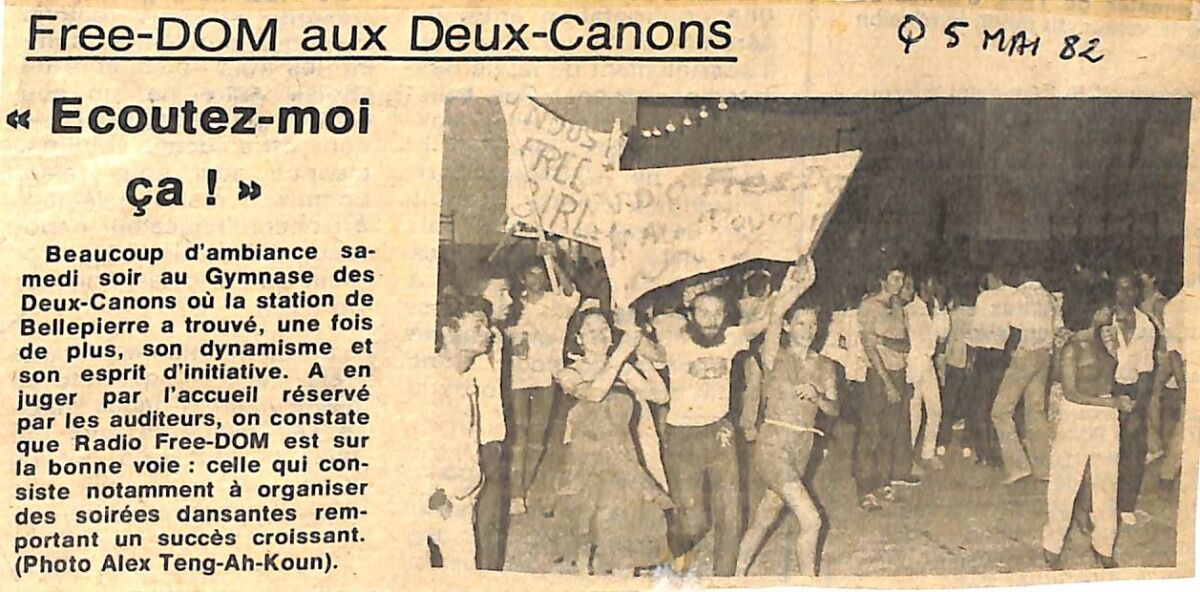 Free-DOM aux Deux-Canons
Q 5 MAI 82
« Ecoutez-moi
ça ! »
Beaucoup d'ambiance sa-
medi soir au Gymnase des
Deux-Canons où la station de
Bellepierre a trouvé, une fois
de plus, son dynamisme et
son esprit d'initiative. A en
juger par l'accueil réservé
par les auditeurs, on constate
que Radio Free-DOM est sur
la bonne voie : celle qui con-
siste notamment à organiser
des soirées dansantes rem-
portant un succès croissant.
(Photo Alex Teng-Ah-Koun).
NOUS
FREE
GIRL